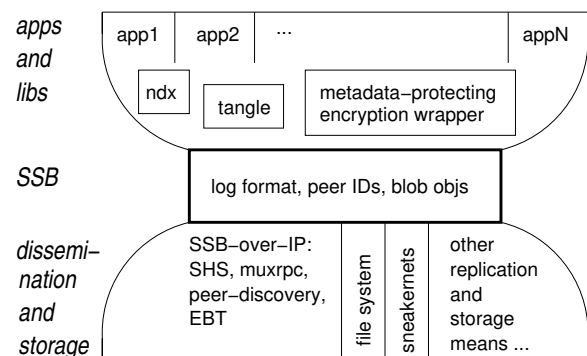 apps
and
libs
app1
app2
...
appN
ndx
tangle
metadata−protecting
encryption wrapper
SSB
log format, peer IDs, blob objs
dissemi−
nation
and
storage
SSB−over−IP:
SHS, muxrpc,
peer−discovery,
EBT
file system
sneakernets
other
replication
and
storage
means ...